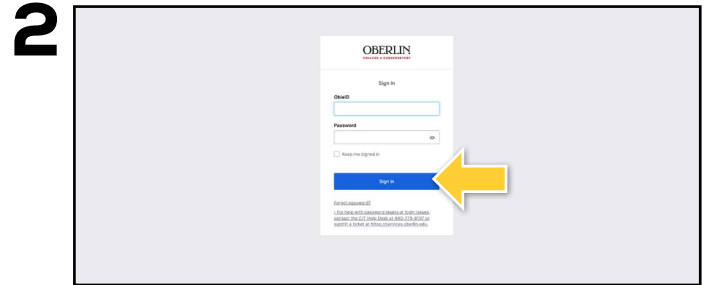 2
OBERLIN
COLLEGE & CONSERVATORY
Sign In
ObieID
Password
Keep me signed in
Sign in
Forgot password?
For help with password resets or login issues,
contact the CIT Help Desk at 440-775-8197 or
submit a ticket at https://services.oberlin.edu.